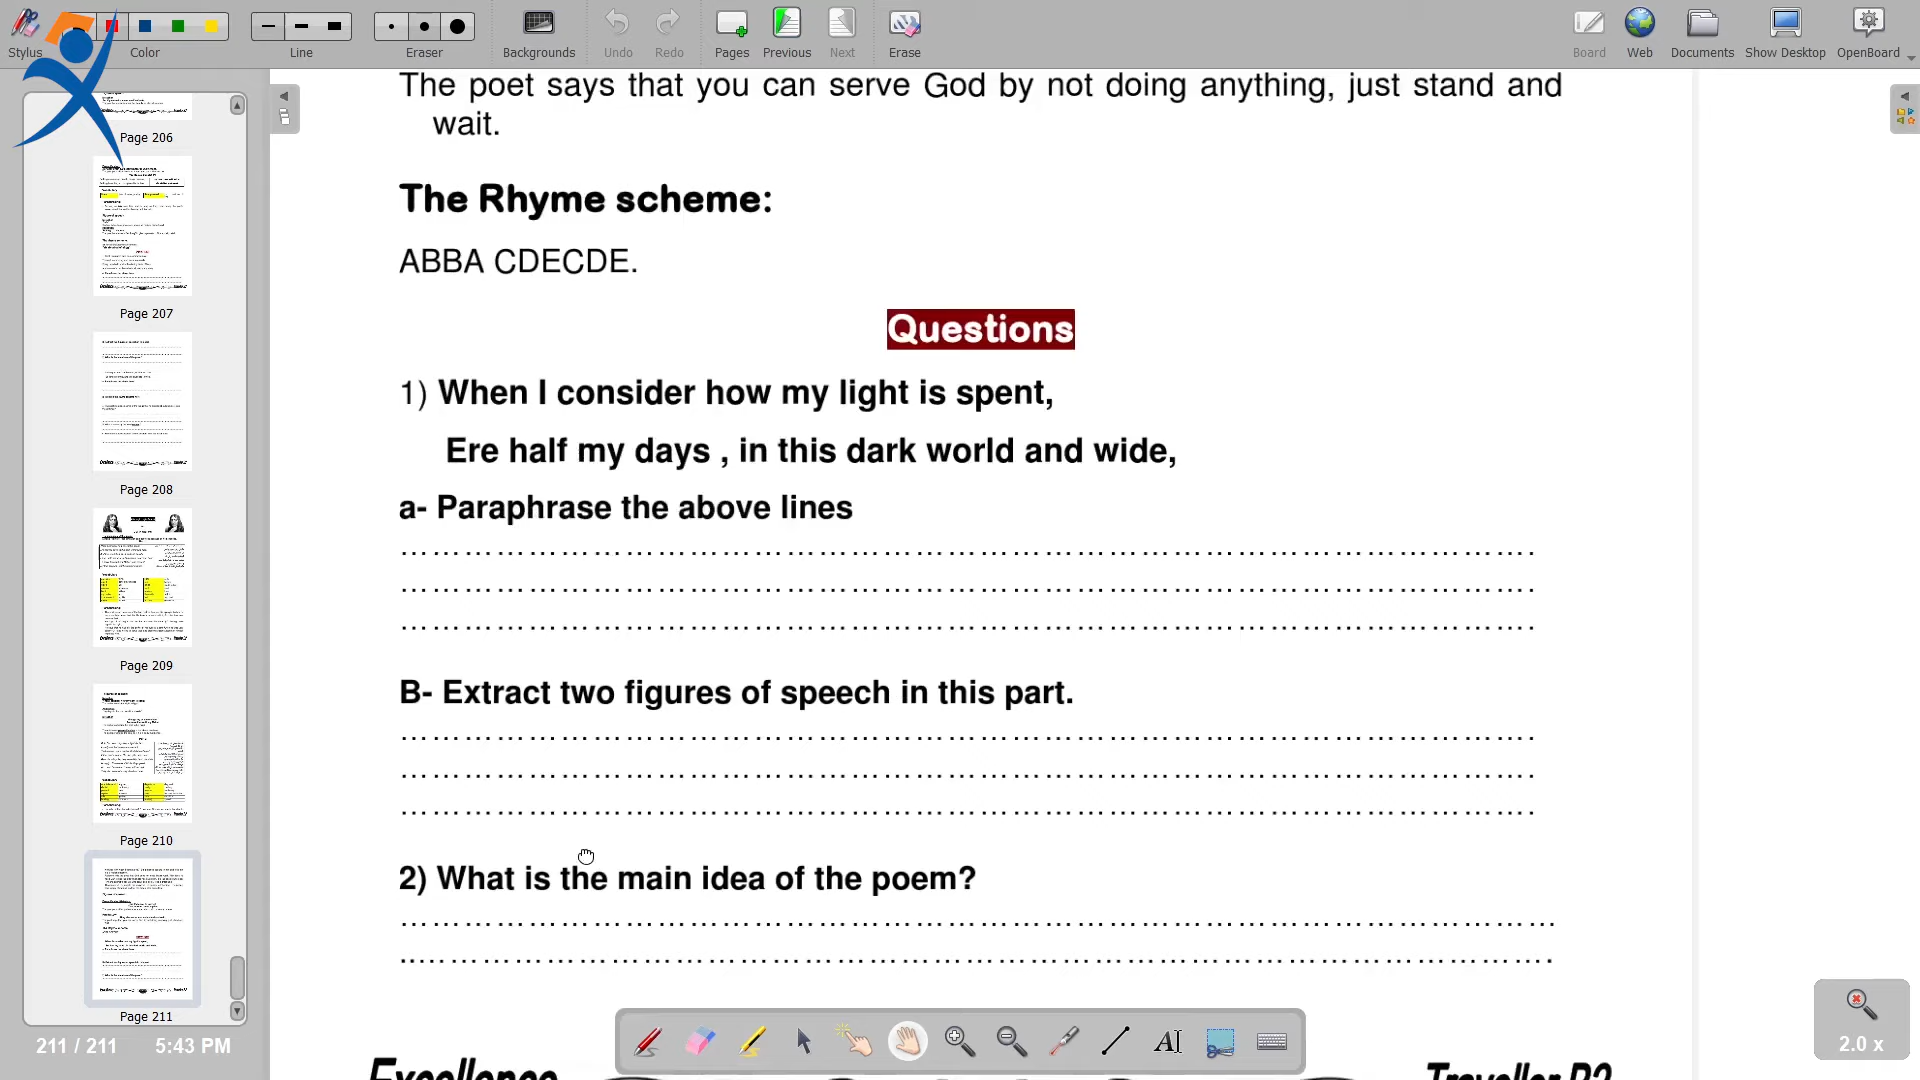 Stylus
Color
Line
Eraser
Backgrounds
Undo
Redo
Pages
Previous
Next
Erase
Board
Web
Documents
Show Desktop
OpenBoard
Page 206
Page 207
Page 208
Page 209
Page 210
Page 211
211 / 211
5:43 PM
The poet says that you can serve God by not doing anything, just stand and
wait.
The Rhyme scheme:
ABBA CDECDE.
Questions
1) When I consider how my light is spent,
Ere half my days , in this dark world and wide,
a- Paraphrase the above lines
B- Extract two figures of speech in this part.
2) What is the main idea of the poem?
Excellence
Traveller B2
2.0 x